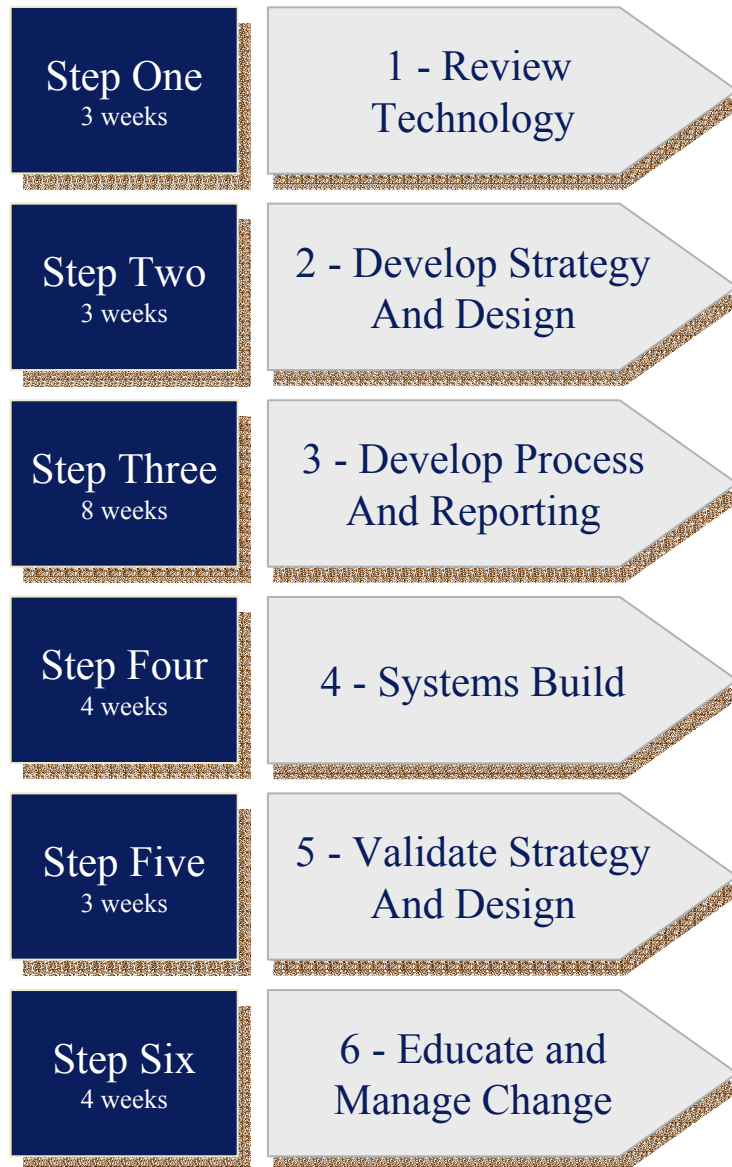 Step One
3 weeks
1 - Review
Technology
Step Two
3 weeks
2 - Develop Strategy
And Design
Step Three
8 weeks
3 - Develop Process
And Reporting
Step Four
4 weeks
4 - Systems Build
Step Five
3 weeks
5 - Validate Strategy
And Design
Step Six
4 weeks
6 - Educate and
Manage Change